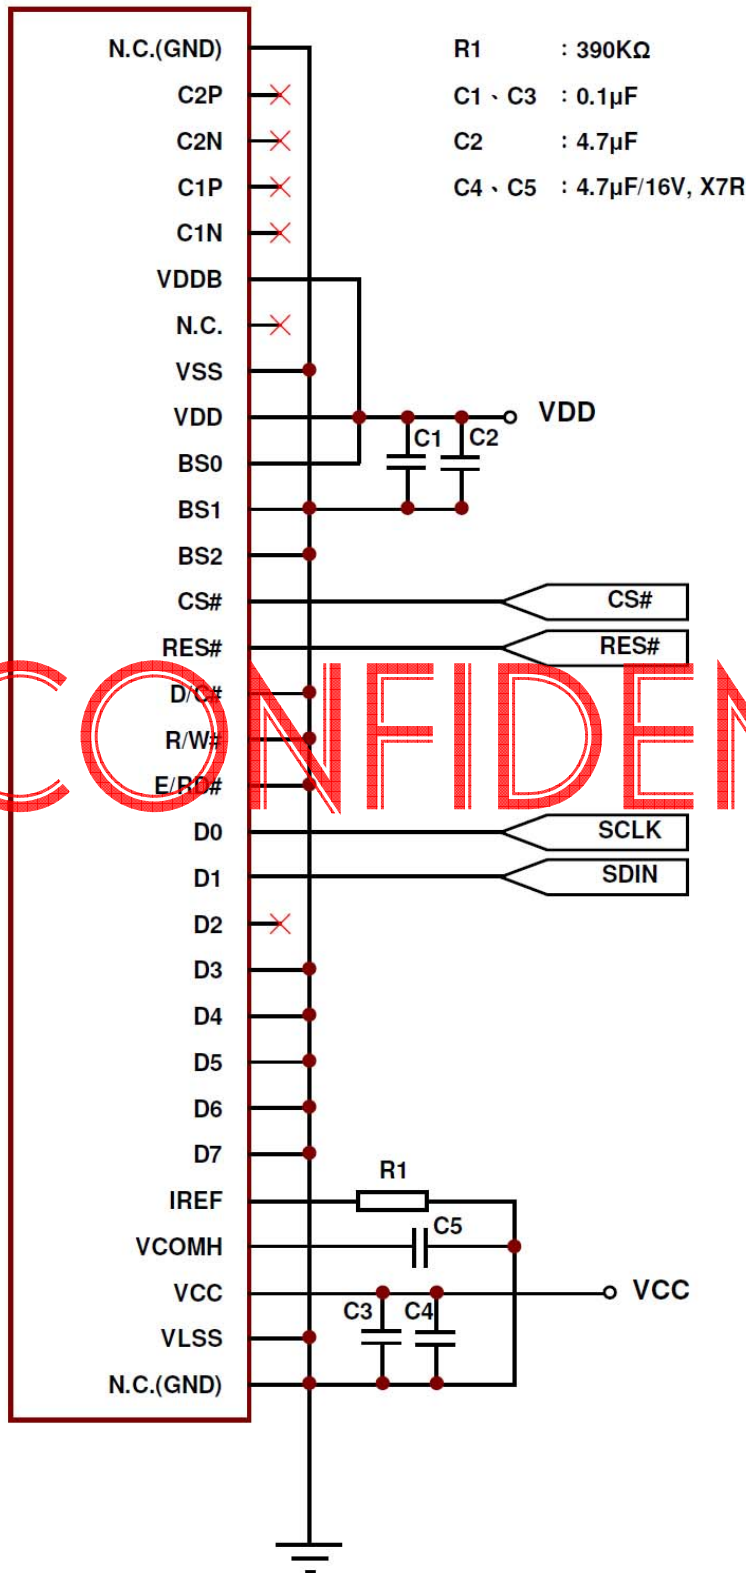 N.C.(GND)
R1 : 390KΩ
C2P
C1、C3 : 0.1µF
C2N
C2 : 4.7µF
C1P
C4、C5 : 4.7µF/16V, X7R
C1N
VDDB
N.C.
VSS
VDD
VDD
C1
C2
BS0
BS1
BS2
CS#
CS#
RES#
RES#
CONFIDEN
D/C#
R/W#
E/RD#
D0
SCLK
D1
SDIN
D2
D3
D4
D5
D6
D7
R1
IREF
C5
VCOMH
VCC
VCC
C3
C4
VLSS
N.C.(GND)